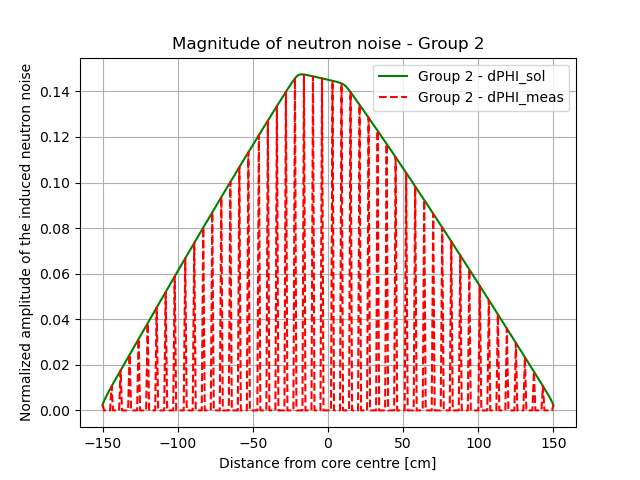 Magnitude of neutron noise - Group 2
Group 2 - dPHI_sol
Group 2 - dPHI_meas
Normalized amplitude of the induced neutron noise
0.14
0.12
0.10
0.08
0.06
0.04
0.02
0.00
−150 −100 −50 0 50 100 150
Distance from core centre [cm]